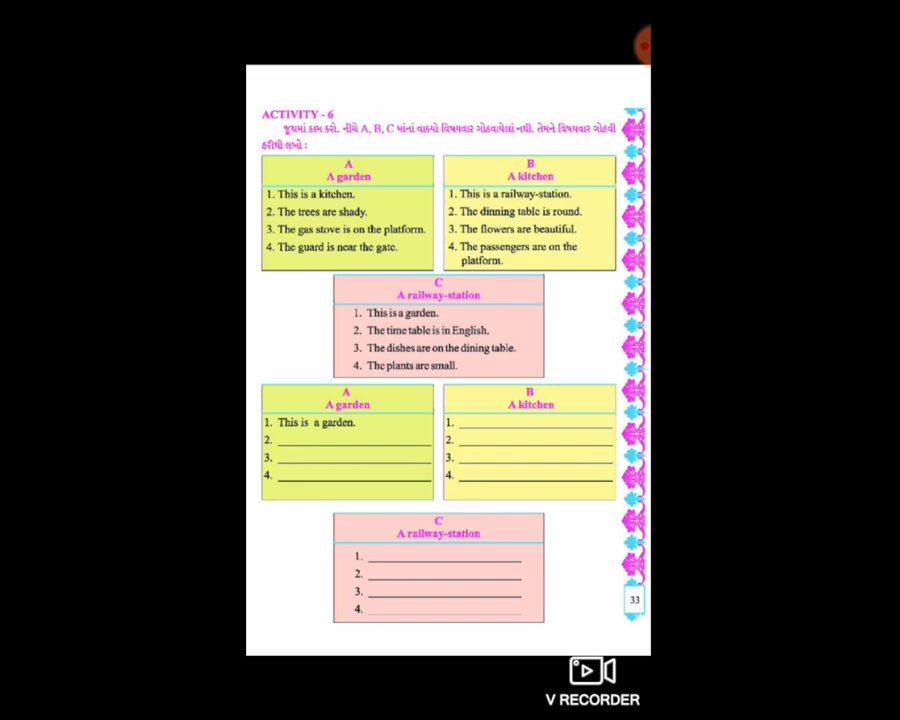 ACTIVITY - 6
જૂથમાં કામ કરો. નીચે A, B, C માંનાં વાક્યો વિષયવાર ગોઠવાયેલાં નથી. તેમને વિષયવાર ગોઠવી
ફરીથી લખો :
A
A garden
1. This is a kitchen.
2. The trees are shady.
3. The gas stove is on the platform.
4. The guard is near the gate.
B
A kitchen
1. This is a railway-station.
2. The dinning table is round.
3. The flowers are beautiful.
4. The passengers are on the
platform.
C
A railway-station
1. This is a garden.
2. The time table is in English.
3. The dishes are on the dining table.
4. The plants are small.
A
A garden
1. This is a garden.
2.
3.
4.
B
A kitchen
1.
2.
3.
4.
C
A railway-station
1.
2.
3.
4.
33
V RECORDER